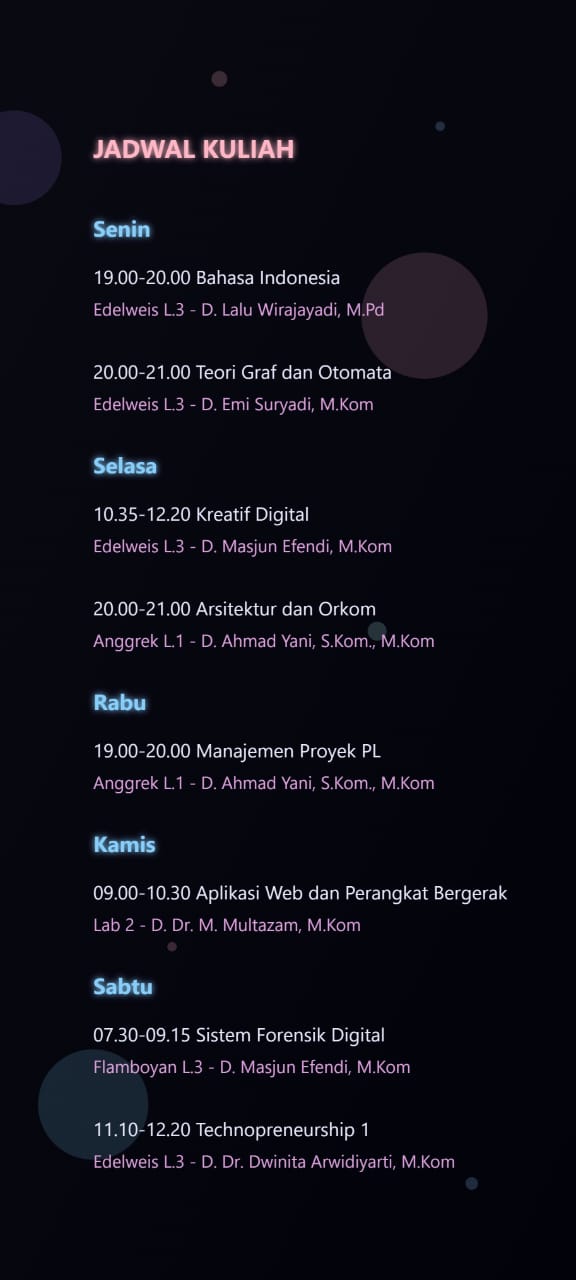 JADWAL KULIAH
Senin
19.00-20.00 Bahasa Indonesia
Edelweis L.3 - D. Lalu Wirajayadi, M.Pd
20.00-21.00 Teori Graf dan Otomata
Edelweis L.3 - D. Emi Suryadi, M.Kom
Selasa
10.35-12.20 Kreatif Digital
Edelweis L.3 - D. Masjun Efendi, M.Kom
20.00-21.00 Arsitektur dan Orkom
Anggrek L.1 - D. Ahmad Yani, S.Kom., M.Kom
Rabu
19.00-20.00 Manajemen Proyek PL
Anggrek L.1 - D. Ahmad Yani, S.Kom., M.Kom
Kamis
09.00-10.30 Aplikasi Web dan Perangkat Bergerak
Lab 2 - D. Dr. M. Multazam, M.Kom
Sabtu
07.30-09.15 Sistem Forensik Digital
Flamboyan L.3 - D. Masjun Efendi, M.Kom
11.10-12.20 Technopreneurship 1
Edelweis L.3 - D. Dr. Dwinita Arwidiyarti, M.Kom